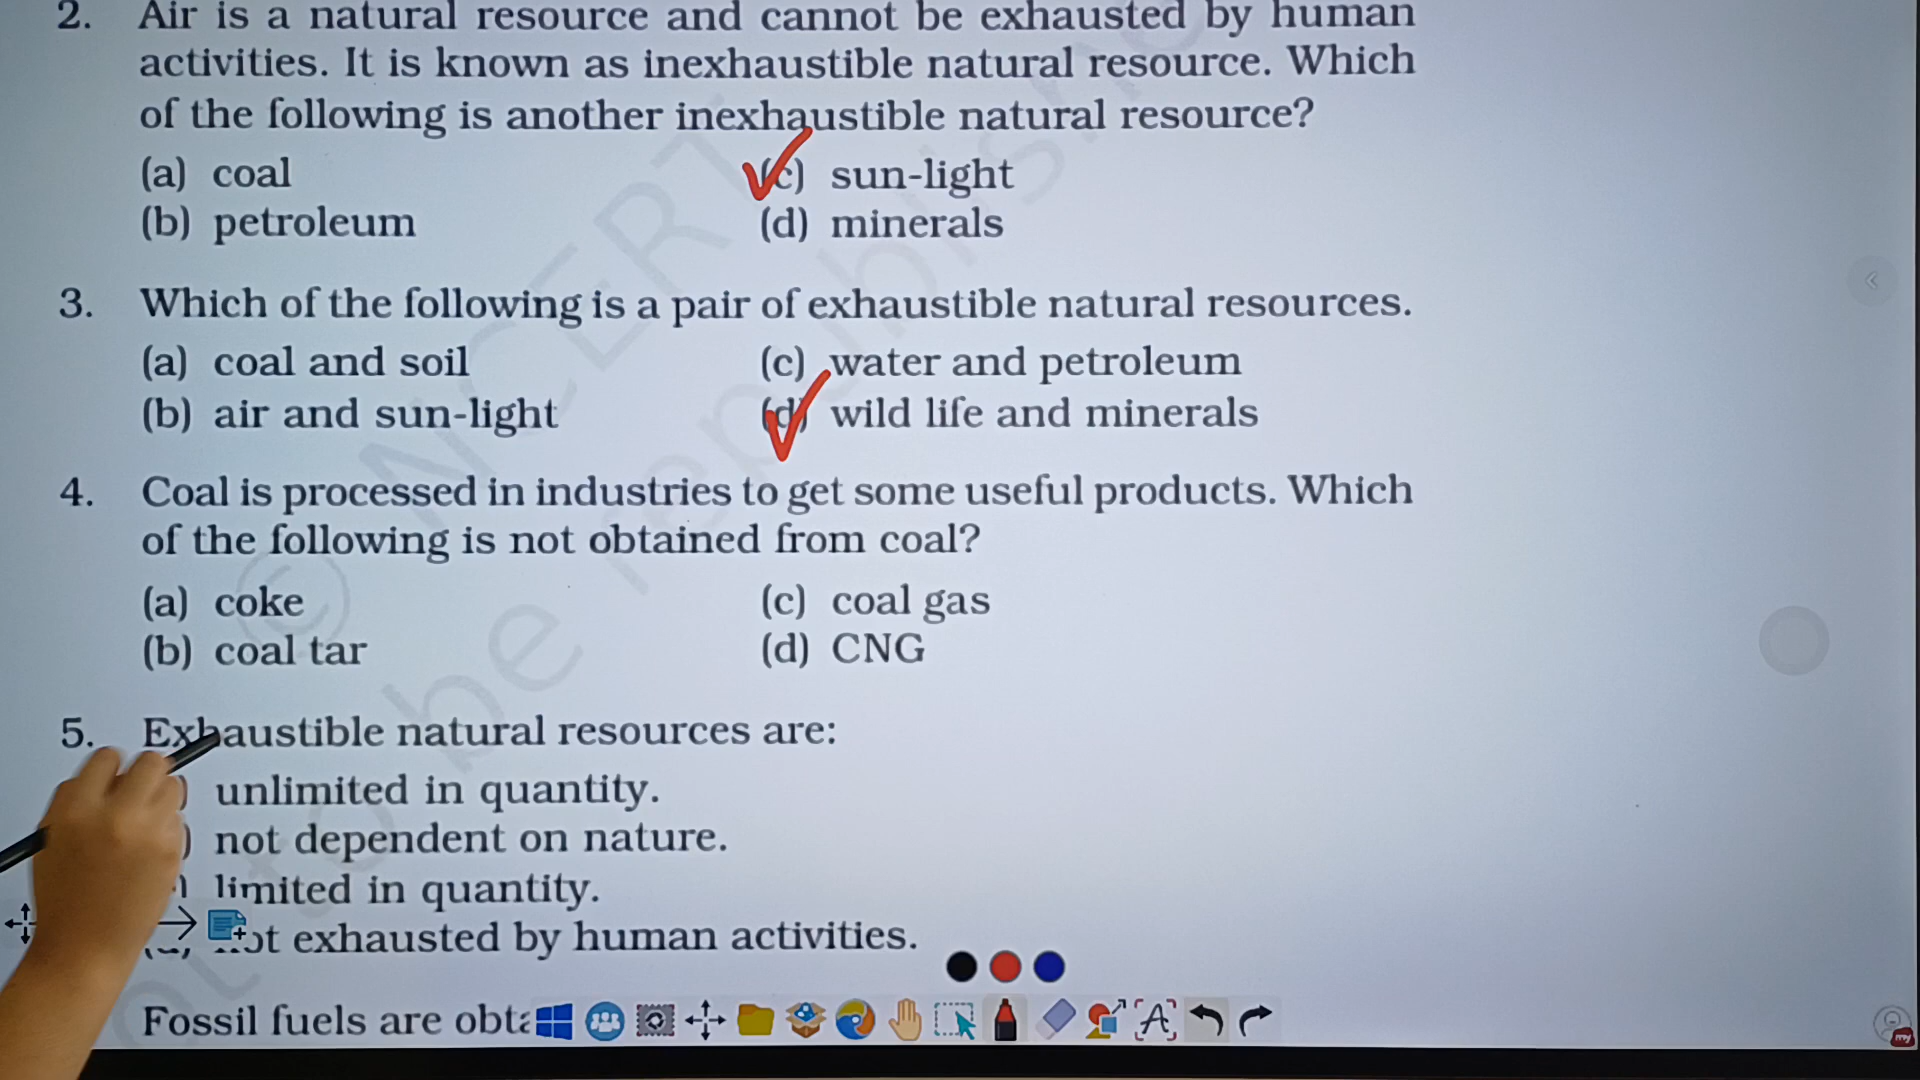 2. Air is a natural resource and cannot be exhausted by human
activities. It is known as inexhaustible natural resource. Which
of the following is another inexhaustible natural resource?
(a) coal (c) sun-light
(b) petroleum (d) minerals
3. Which of the following is a pair of exhaustible natural resources.
(a) coal and soil (c) water and petroleum
(b) air and sun-light (d) wild life and minerals
4. Coal is processed in industries to get some useful products. Which
of the following is not obtained from coal?
(a) coke (c) coal gas
(b) coal tar (d) CNG
5. Exhaustible natural resources are:
unlimited in quantity.
not dependent on nature.
limited in quantity.
exhausted by human activities.
Fossil fuels are
© NCERT
not to be republished